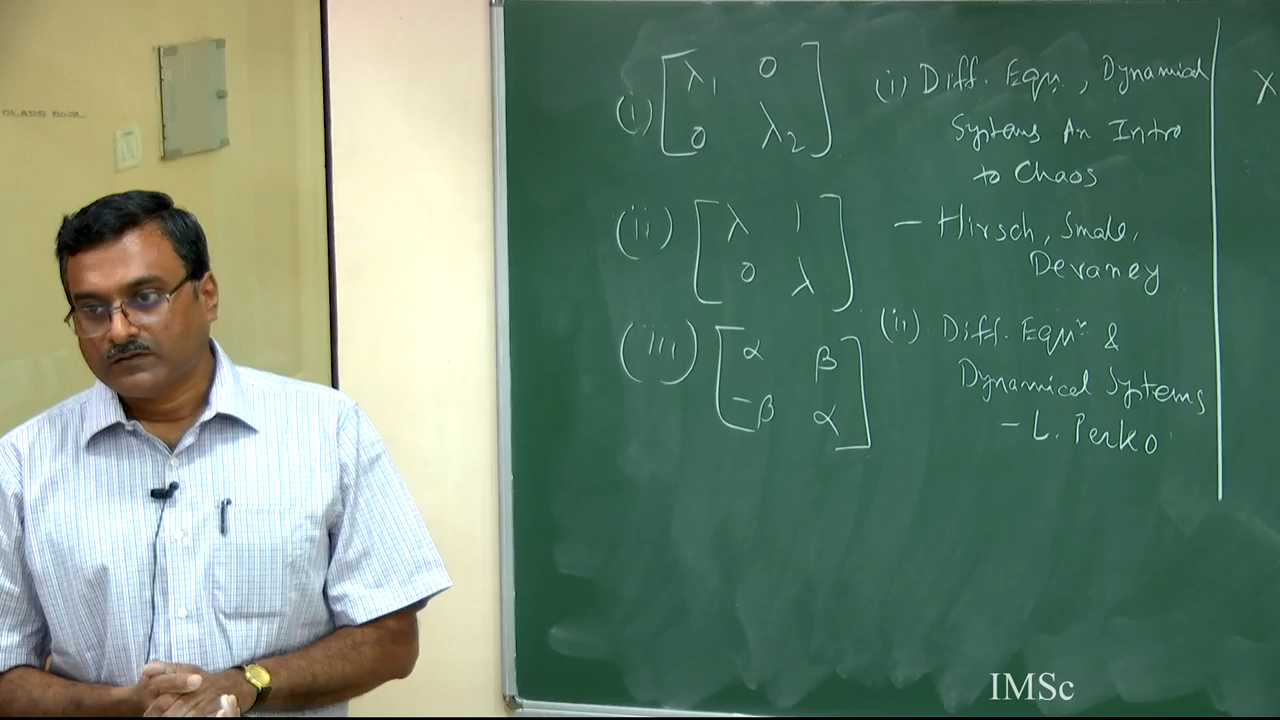 CLASS ROOM
(i) [ λ₁ 0
0 λ₂ ]
(ii) [ λ 1
0 λ ]
(iii) [ α β
-β α ]
(i) Diff. Eqn, Dynamical
Systems An Intro
to Chaos
- Hirsch, Smale,
Devaney
(ii) Diff. Eqnˢ &
Dynamical Systems
- L. Perko
X
IMSc